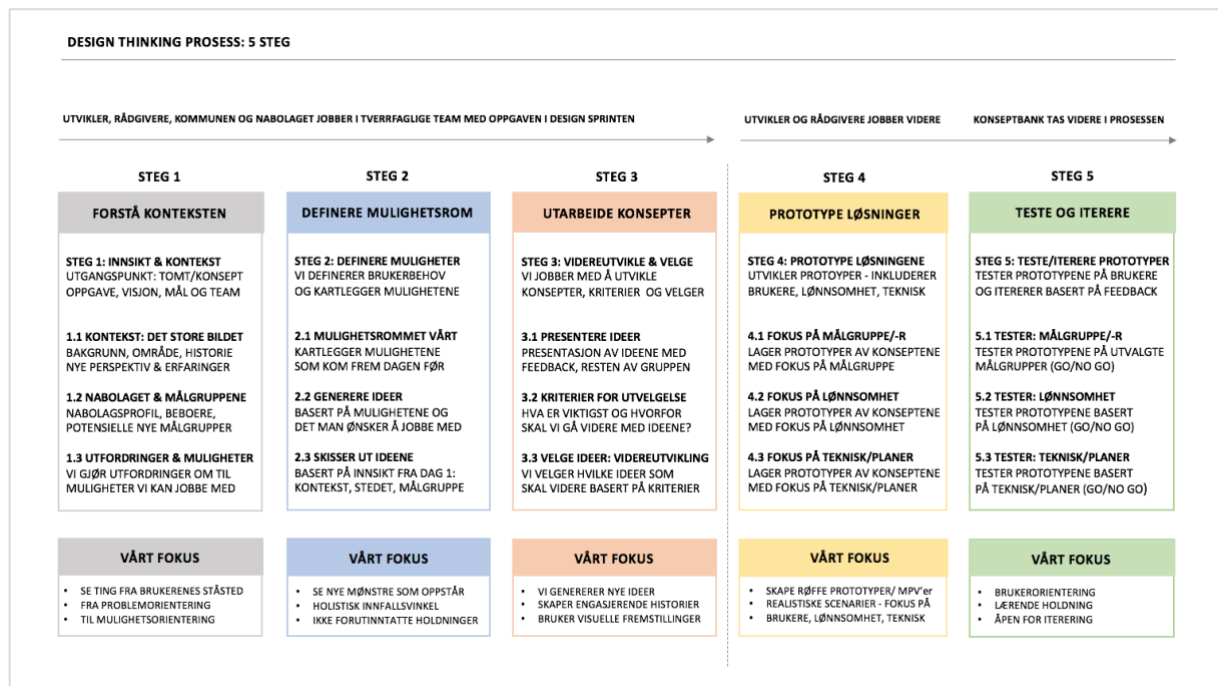 DESIGN THINKING PROSESS: 5 STEG
UTVIKLER, RÅDGIVERE, KOMMUNEN OG NABOLAGET JOBBER I TVERRFAGLIGE TEAM MED OPPGAVEN I DESIGN SPRINTEN
UTVIKLER OG RÅDGIVERE JOBBER VIDERE
KONSEPTBANK TAS VIDERE I PROSESSEN
STEG 1
FORSTÅ KONTEKSTEN
STEG 1: INNSIKT & KONTEKST
UTGANGSPUNKT: TOMT/KONSEPT
OPPGAVE, VISJON, MÅL OG TEAM
1.1 KONTEKST: DET STORE BILDET
BAKGRUNN, OMRÅDE, HISTORIE
NYE PERSPEKTIV & ERFARINGER
1.2 NABOLAGET & MÅLGRUPPENE
NABOLAGSPROFIL, BEBOERE,
POTENSIELLE NYE MÅLGRUPPER
1.3 UTFORDRINGER & MULIGHETER
VI GJØR UTFORDRINGER OM TIL
MULIGHETER VI KAN JOBBE MED
VÅRT FOKUS
• SE TING FRA BRUKERENES STÅSTED
• FRA PROBLEMORIENTERING
• TIL MULIGHETSORIENTERING
STEG 2
DEFINERE MULIGHETSROM
STEG 2: DEFINERE MULIGHETER
VI DEFINERER BRUKERBEHOV
OG KARTLEGGER MULIGHETENE
2.1 MULIGHETSROMMET VÅRT
KARTLEGGER MULIGHETENE
SOM KOM FREM DAGEN FØR
2.2 GENERERE IDEER
BASERT PÅ MULIGHETENE OG
DET MAN ØNSKER Å JOBBE MED
2.3 SKISSER UT IDEENE
BASERT PÅ INNSIKT FRA DAG 1:
KONTEKST, STEDET, MÅLGRUPPE
VÅRT FOKUS
• SE NYE MØNSTRE SOM OPPSTÅR
• HOLISTISK INNFALLSVINKEL
• IKKE FORUTINNTATTE HOLDNINGER
STEG 3
UTARBEIDE KONSEPTER
STEG 3: VIDEREUTVIKLE & VELGE
VI JOBBER MED Å UTVIKLE
KONSEPTER, KRITERIER OG VELGER
3.1 PRESENTERE IDEER
PRESENTASJON AV IDEENE MED
FEEDBACK, RESTEN AV GRUPPEN
3.2 KRITERIER FOR UTVELGELSE
HVA ER VIKTIGST OG HVORFOR
SKAL VI GÅ VIDERE MED IDEENE?
3.3 VELGE IDEER: VIDEREUTVIKING
VI VELGER HVILKE IDEER SOM
SKAL VIDERE BASERT PÅ KRITERIER
VÅRT FOKUS
• VI GENERERER NYE IDEER
• SKAPER ENGASJERENDE HISTORIER
• BRUKER VISUELLE FREMSTILLINGER
STEG 4
PROTOTYPE LØSNINGER
STEG 4: PROTOTYPE LØSNINGENE
UTVIKLER PROTOYPER - INKLUDERER
BRUKERE, LØNNSOMHET, TEKNISK
4.1 FOKUS PÅ MÅLGRUPPE/-R
LAGER PROTOTYPER AV KONSEPTENE
MED FOKUS PÅ MÅLGRUPPE
4.2 FOKUS PÅ LØNNSOMHET
LAGER PROTOTYPER AV KONSEPTENE
MED FOKUS PÅ LØNNSOMHET
4.3 FOKUS PÅ TEKNISK/PLANER
LAGER PROTOTYPER AV KONSEPTENE
MED FOKUS PÅ TEKNISK/PLANER
VÅRT FOKUS
• SKAPE RØFFE PROTOTYPER/ MPV'er
• REALISTISKE SCENARIER - FOKUS PÅ
• BRUKERE, LØNNSOMHET, TEKNISK
STEG 5
TESTE OG ITERERE
STEG 5: TESTE/ITERERE PROTOTYPER
TESTER PROTOTYPENE PÅ BRUKERE
OG ITERERER BASERT PÅ FEEDBACK
5.1 TESTER: MÅLGRUPPE/-R
TESTER PROTOTYPENE PÅ UTVALGTE
MÅLGRUPPER (GO/NO GO)
5.2 TESTER: LØNNSOMHET
TESTER PROTOTYPENE BASERT
PÅ LØNNSOMHET (GO/NO GO)
5.3 TESTER: TEKNISK/PLANER
TESTER PROTOTYPENE BASERT
PÅ TEKNISK/PLANER (GO/NO GO)
VÅRT FOKUS
• BRUKERORIENTERING
• LÆRENDE HOLDNING
• ÅPEN FOR ITERERING